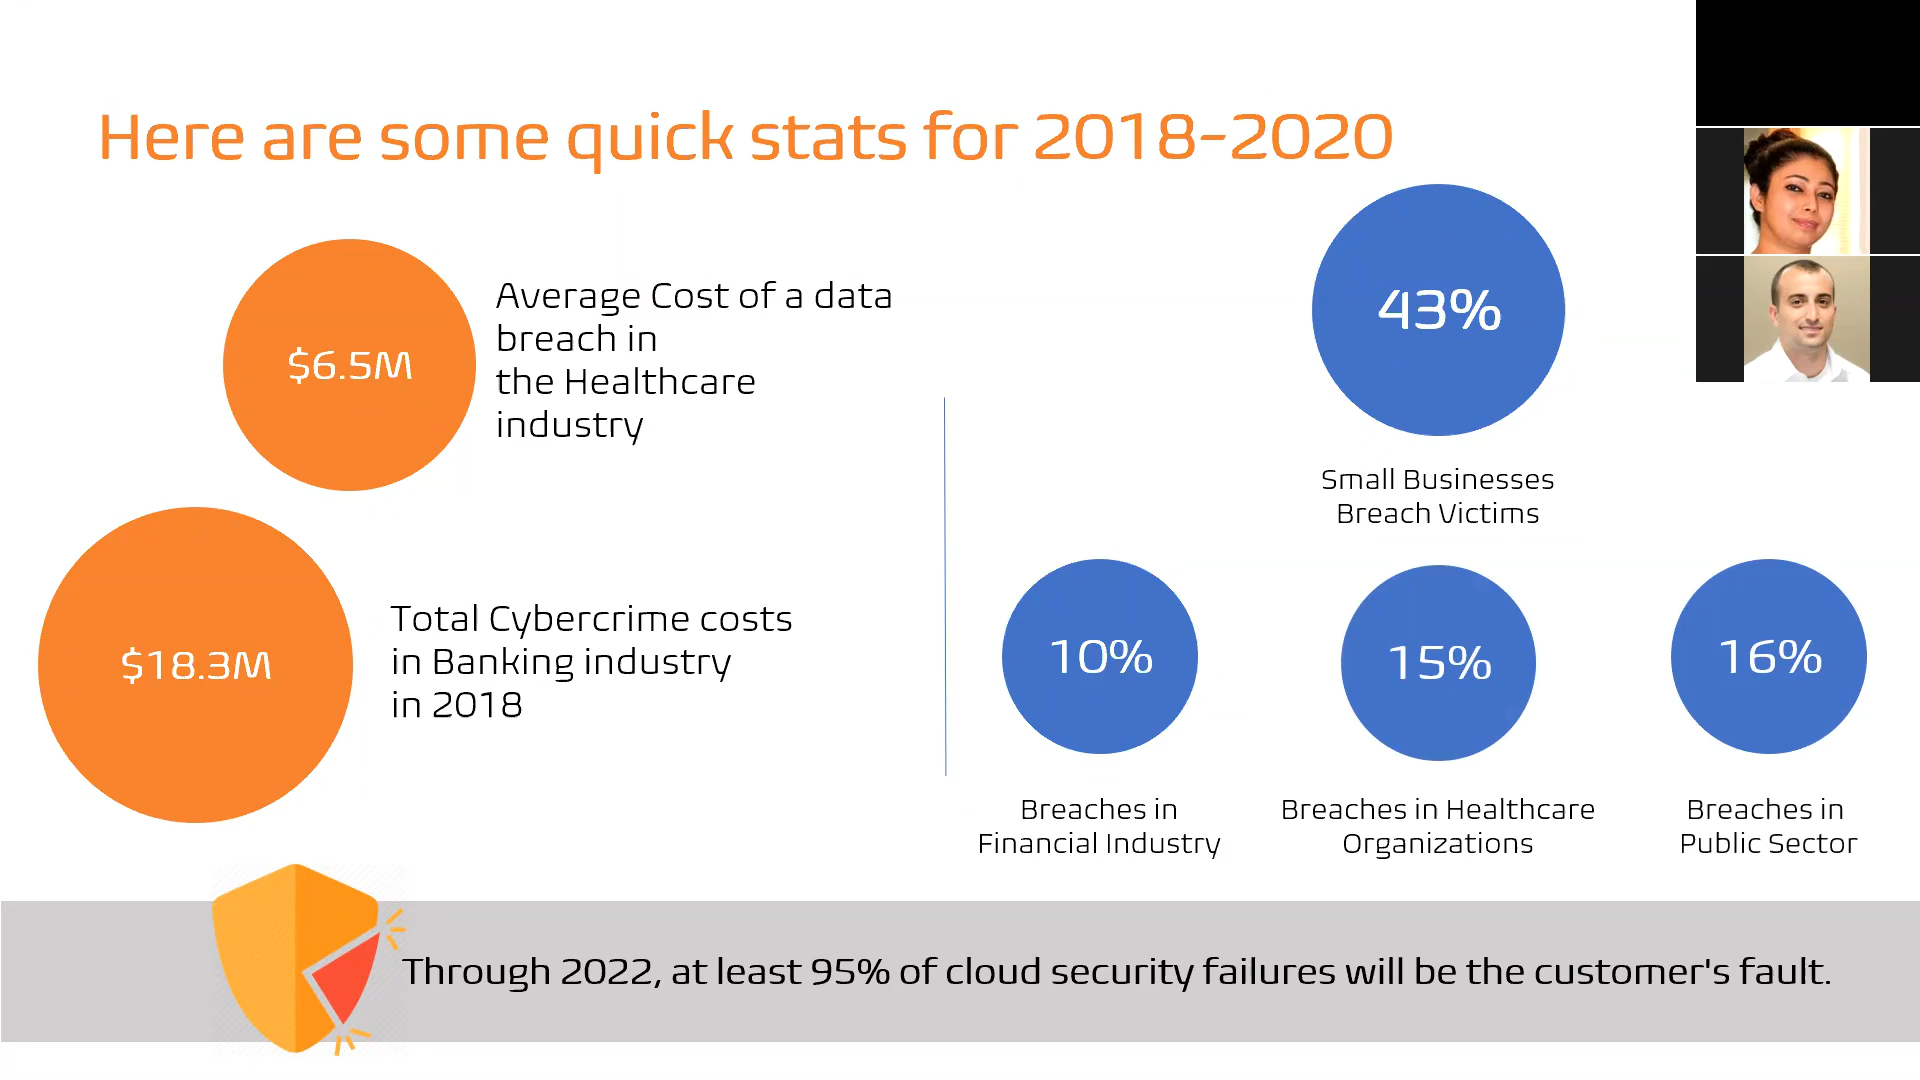 Here are some quick stats for 2018-2020
$6.5M
Average Cost of a data
breach in
the Healthcare
industry
$18.3M
Total Cybercrime costs
in Banking industry
in 2018
43%
Small Businesses
Breach Victims
10%
Breaches in
Financial Industry
15%
Breaches in Healthcare
Organizations
16%
Breaches in
Public Sector
Through 2022, at least 95% of cloud security failures will be the customer's fault.